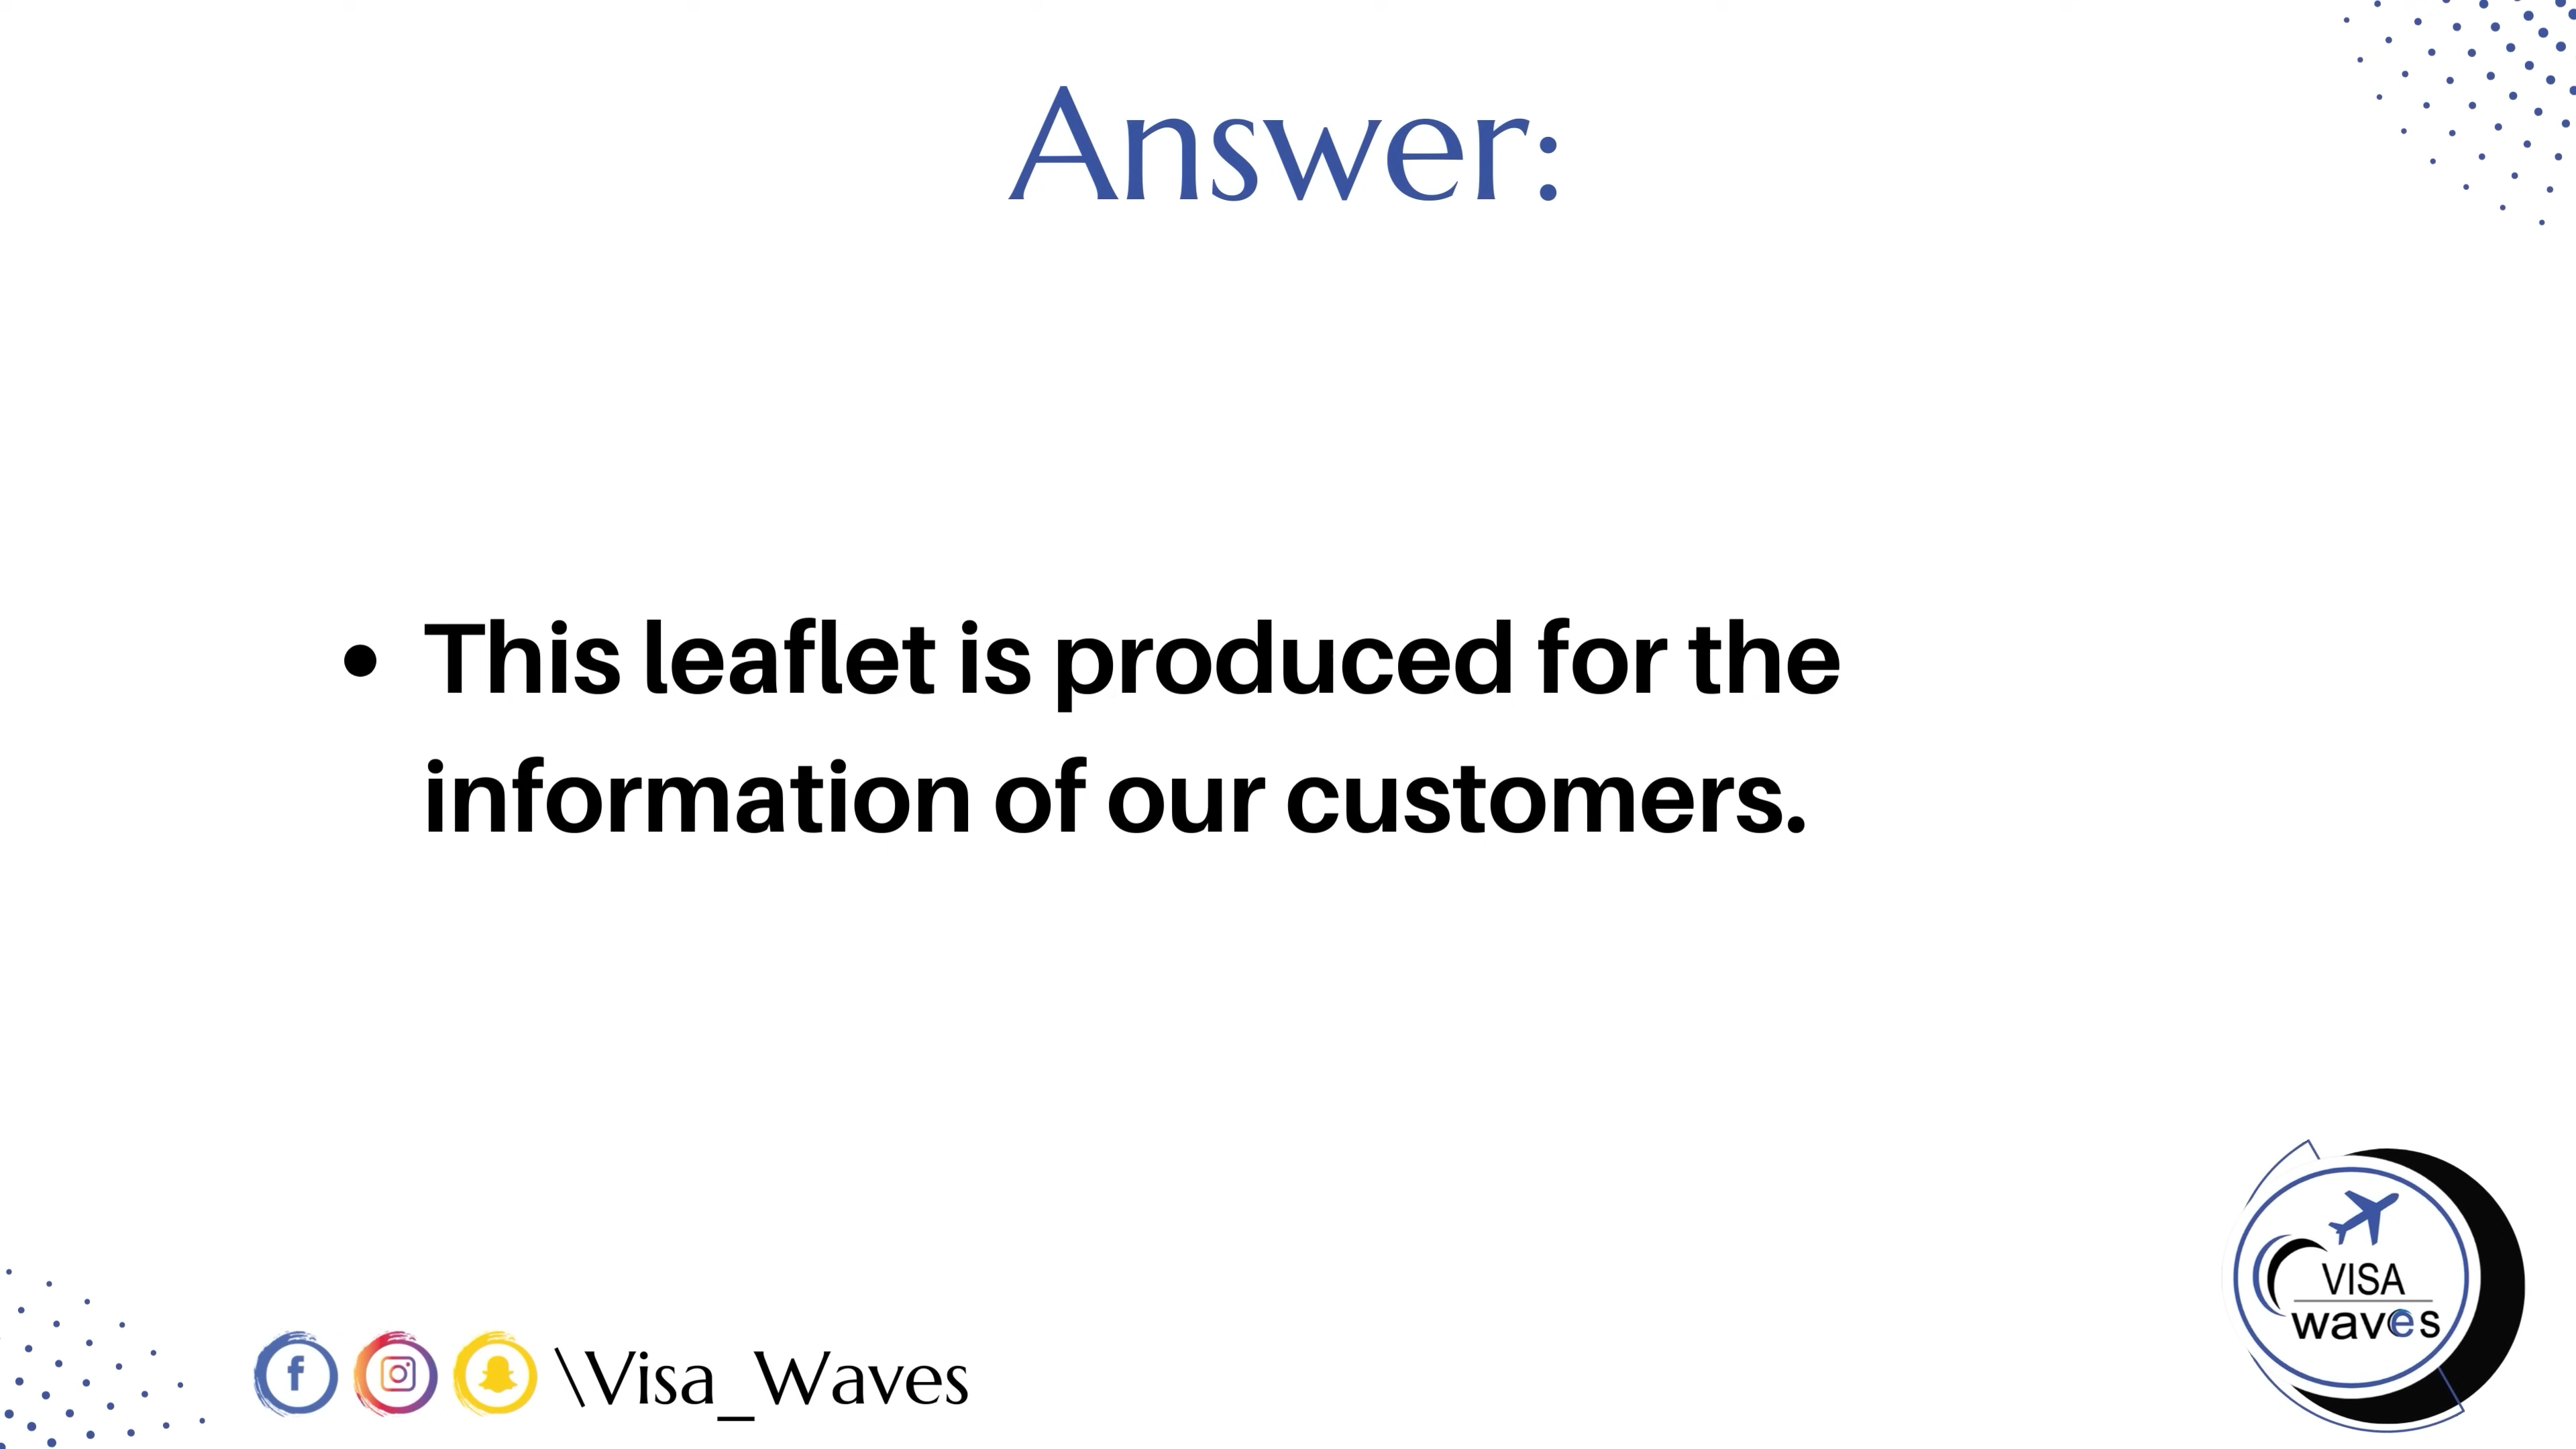 Answer:
• This leaflet is produced for the
information of our customers.
\Visa_Waves
VISA
waves